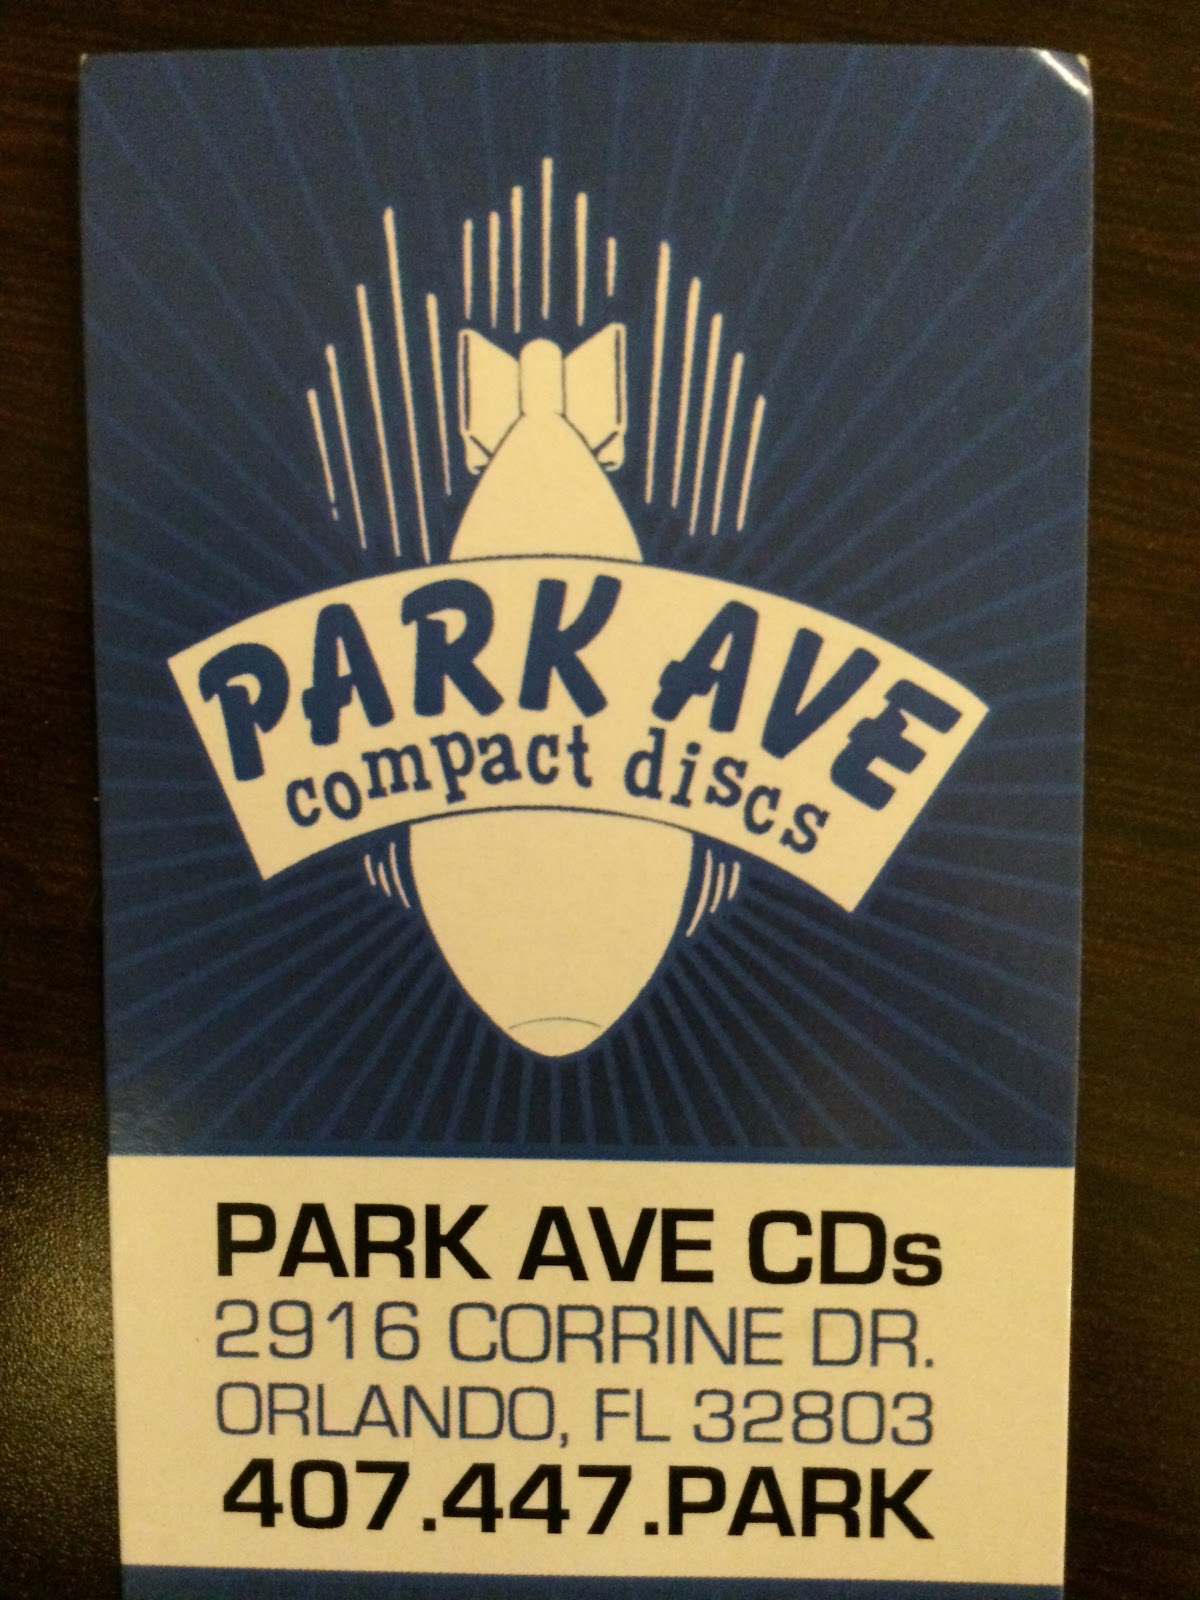 PARK AVE
compact discs
PARK AVE CDs
2916 CORRINE DR.
ORLANDO, FL 32803
407.447.PARK